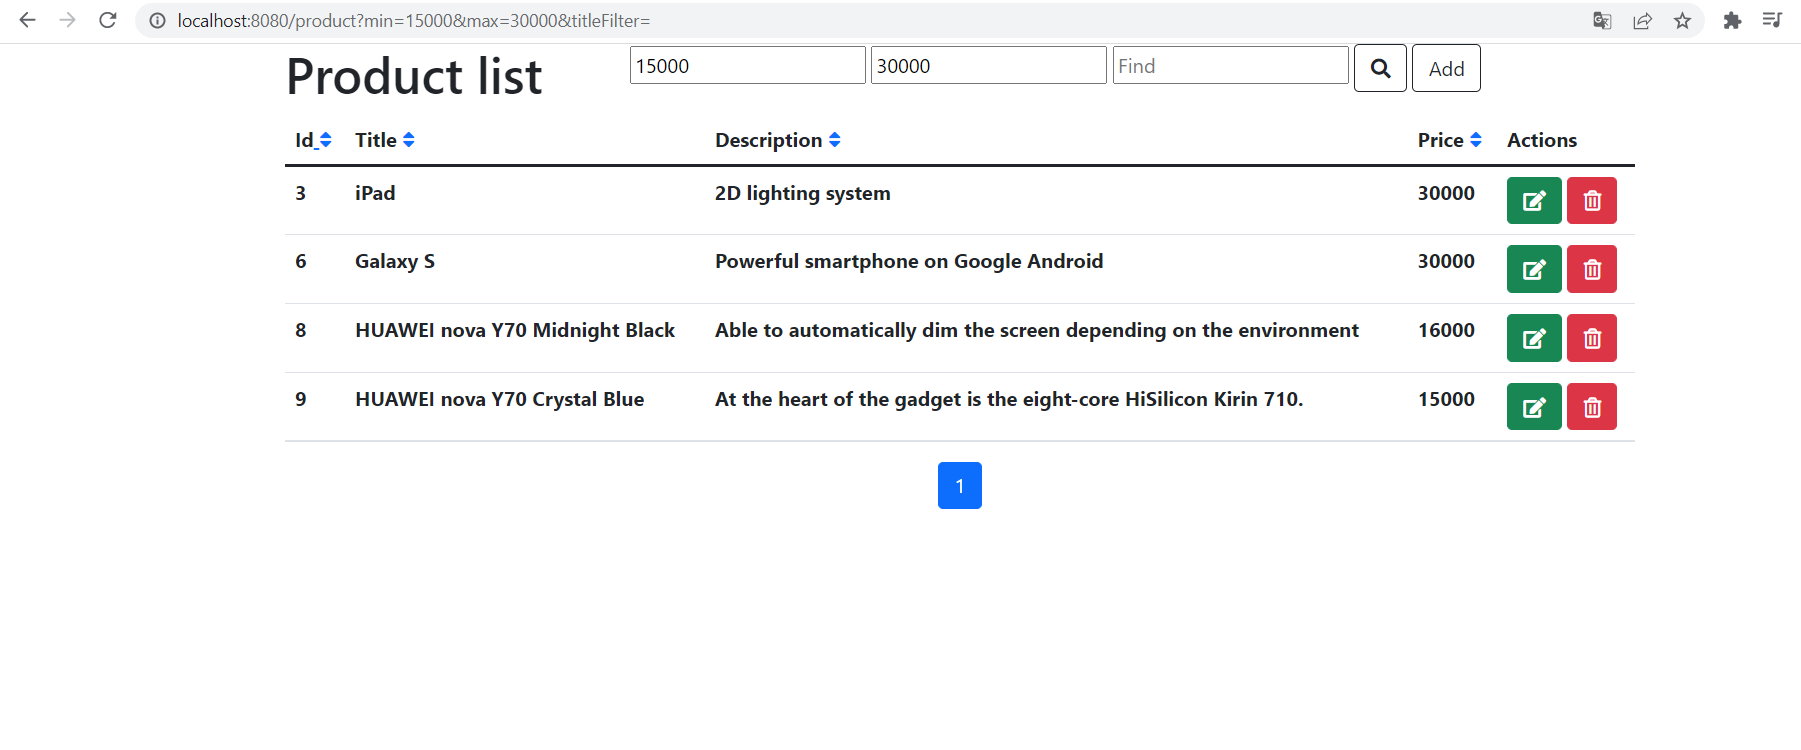 localhost:8080/product?min=15000&max=30000&titleFilter=
Product list 15000 30000 Find Add
Id Title Description Price Actions
3 iPad 2D lighting system 30000
6 Galaxy S Powerful smartphone on Google Android 30000
8 HUAWEI nova Y70 Midnight Black Able to automatically dim the screen depending on the environment 16000
9 HUAWEI nova Y70 Crystal Blue At the heart of the gadget is the eight-core HiSilicon Kirin 710. 15000
1